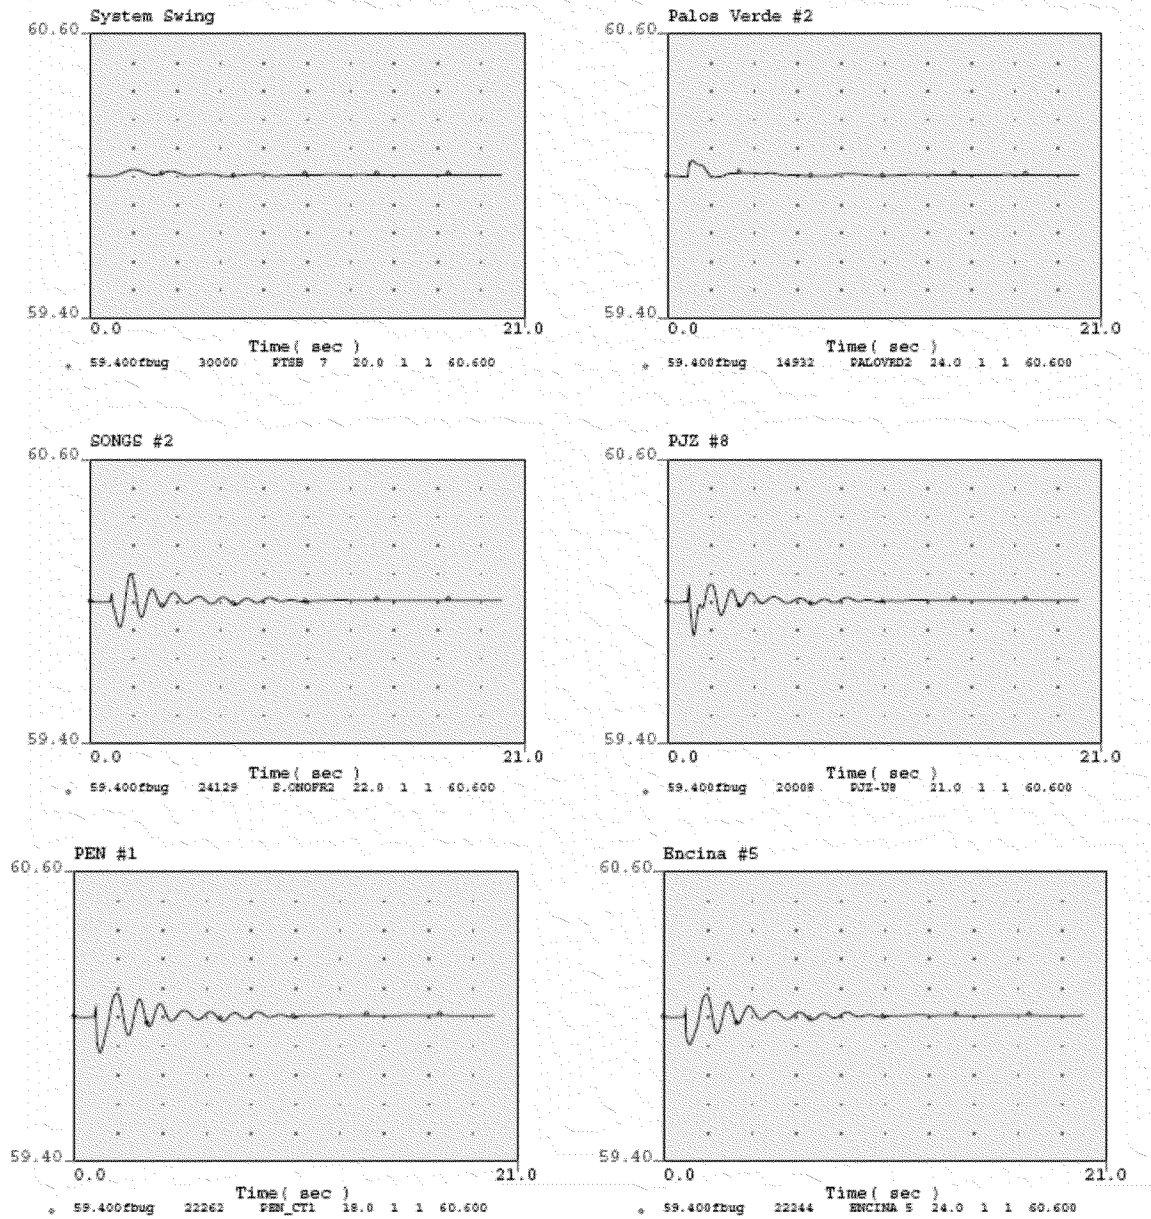 System Swing
60.60
59.40
0.0
21.0
Time( sec )
59.400fbug 30000 PTSB 7 20.0 1 1 60.600
Palos Verde #2
60.60
59.40
0.0
21.0
Time( sec )
59.400fbug 14932 PALOVRD2 24.0 1 1 60.600
SONGS #2
60.60
59.40
0.0
21.0
Time( sec )
59.400fbug 24129 S.ONOFR2 22.0 1 1 60.600
PJZ #8
60.60
59.40
0.0
21.0
Time( sec )
59.400fbug 20008 PJZ-U8 21.0 1 1 60.600
PEN #1
60.60
59.40
0.0
21.0
Time( sec )
59.400fbug 22262 PEN_CT1 18.0 1 1 60.600
Encina #5
60.60
59.40
0.0
21.0
Time( sec )
59.400fbug 22244 ENCINA 5 24.0 1 1 60.600